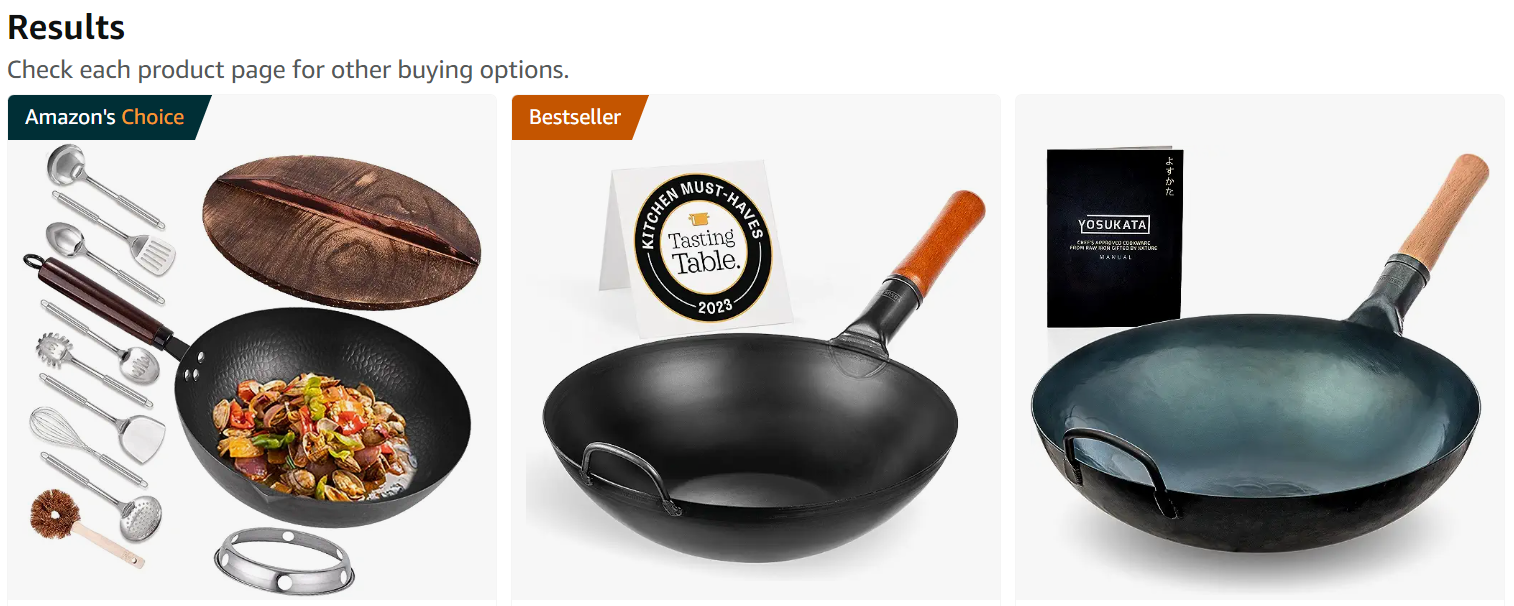 Results
Check each product page for other buying options.
Amazon's Choice
Bestseller
KITCHEN MUST-HAVES
Tasting
Table.
2023
よすかた
YOSUKATA
CHEF'S APPROVED COOKWARE
FROM RAW IRON GIFTED BY NATURE
MANUAL